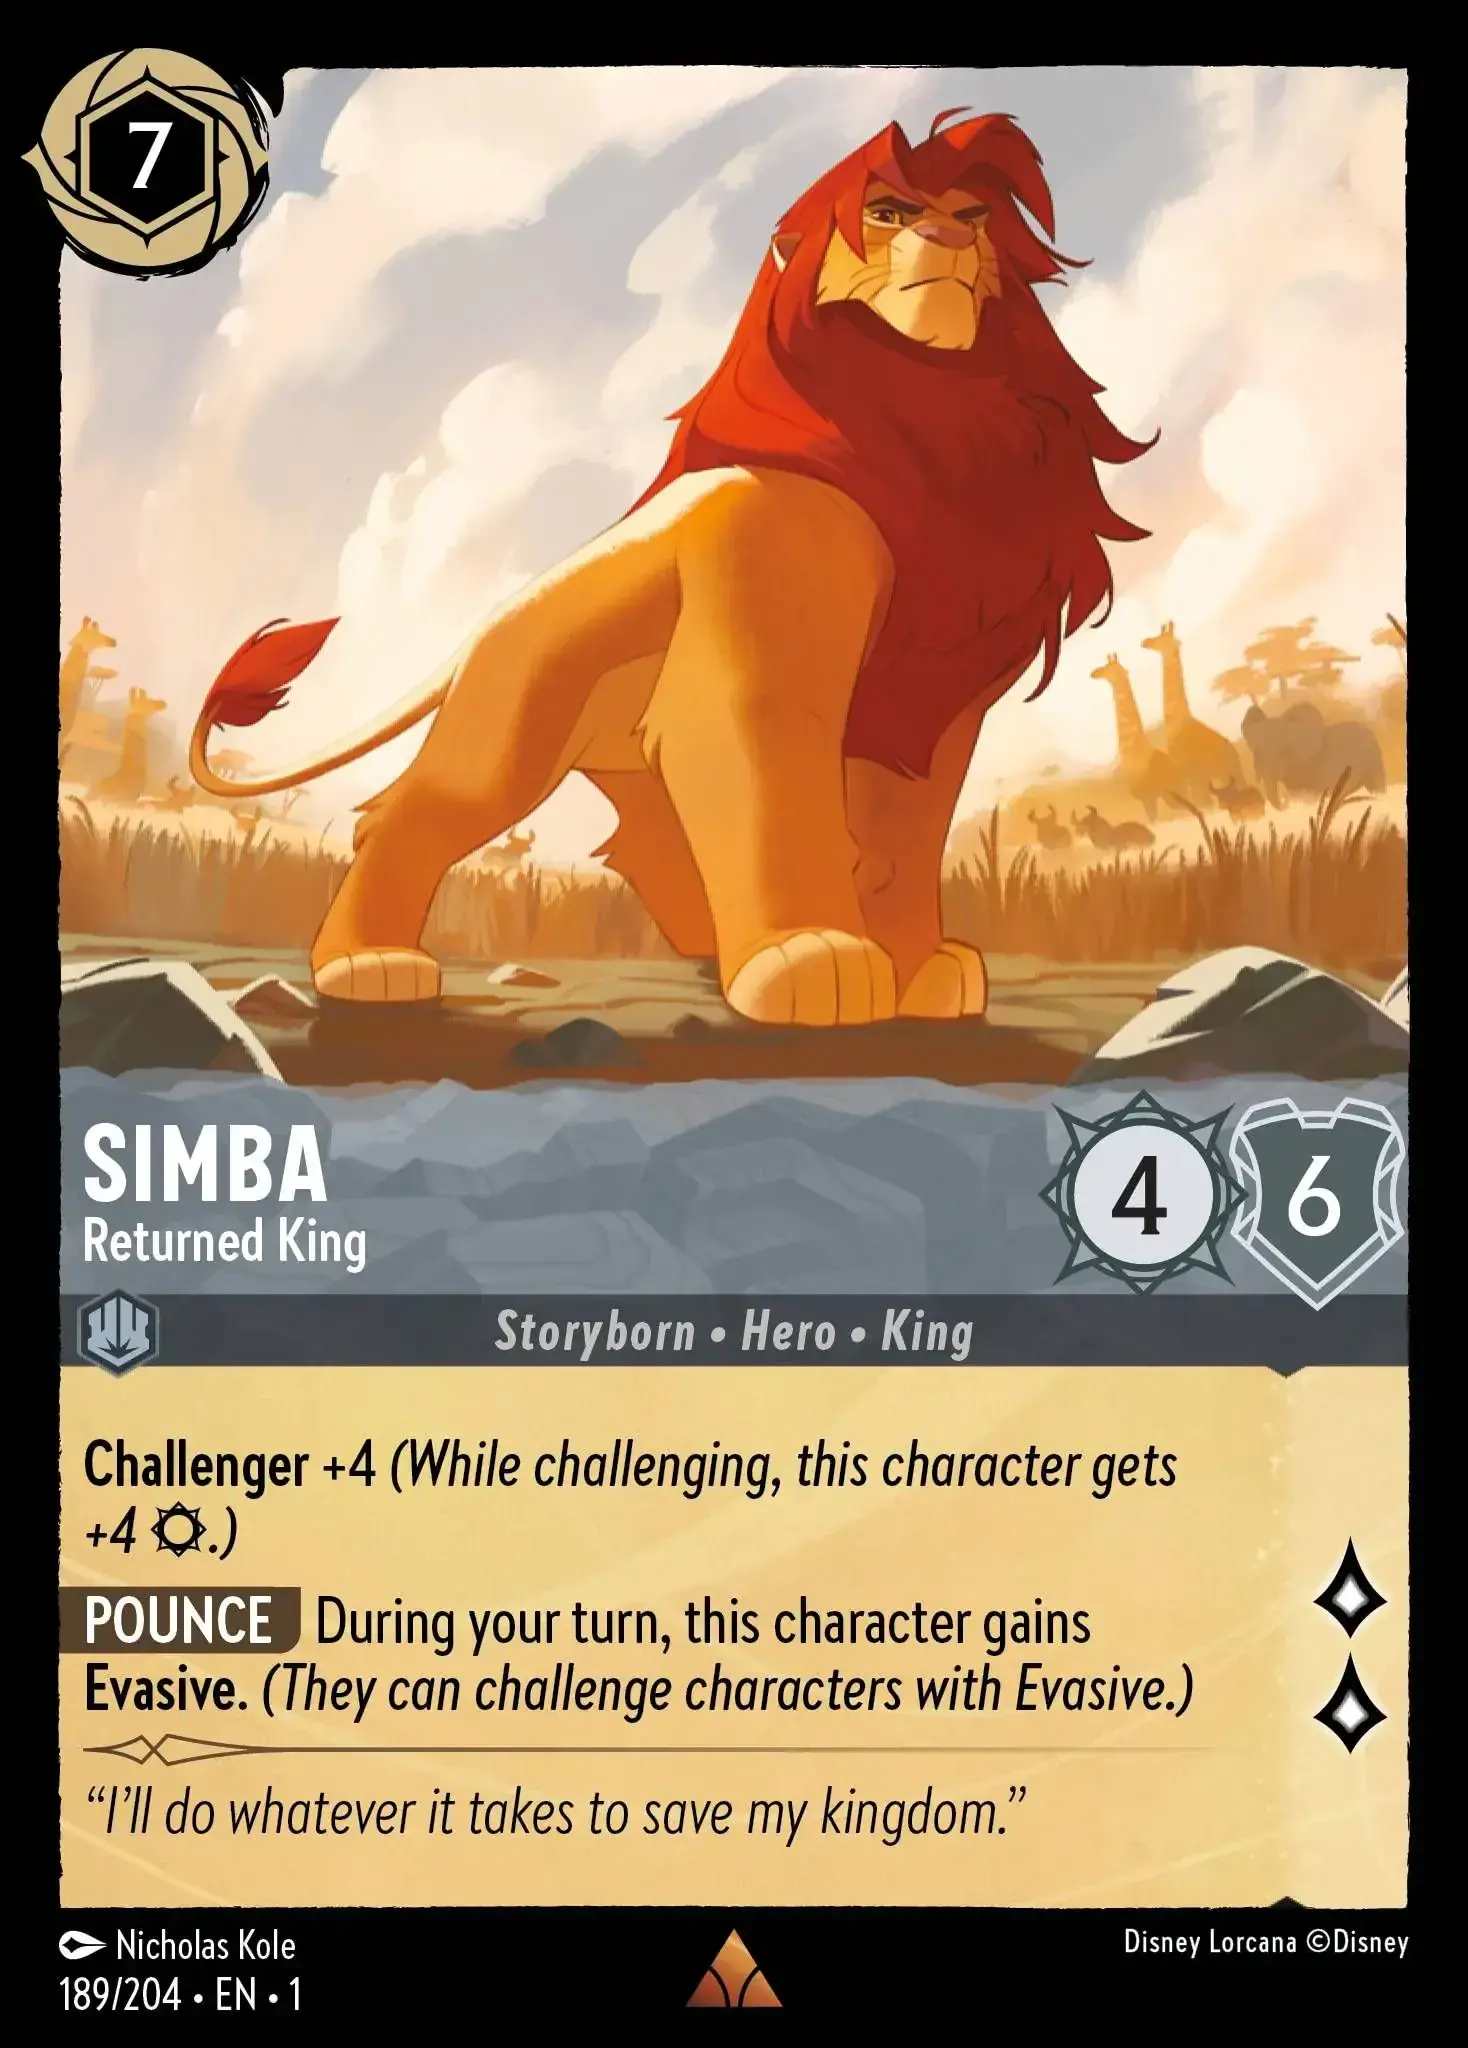 7
SIMBA
Returned King
4
6
Storyborn • Hero • King
Challenger +4 (While challenging, this character gets
+4 .)
POUNCE During your turn, this character gains
Evasive. (They can challenge characters with Evasive.)
“I’ll do whatever it takes to save my kingdom.”
Nicholas Kole
189/204 • EN • 1
Disney Lorcana ©Disney